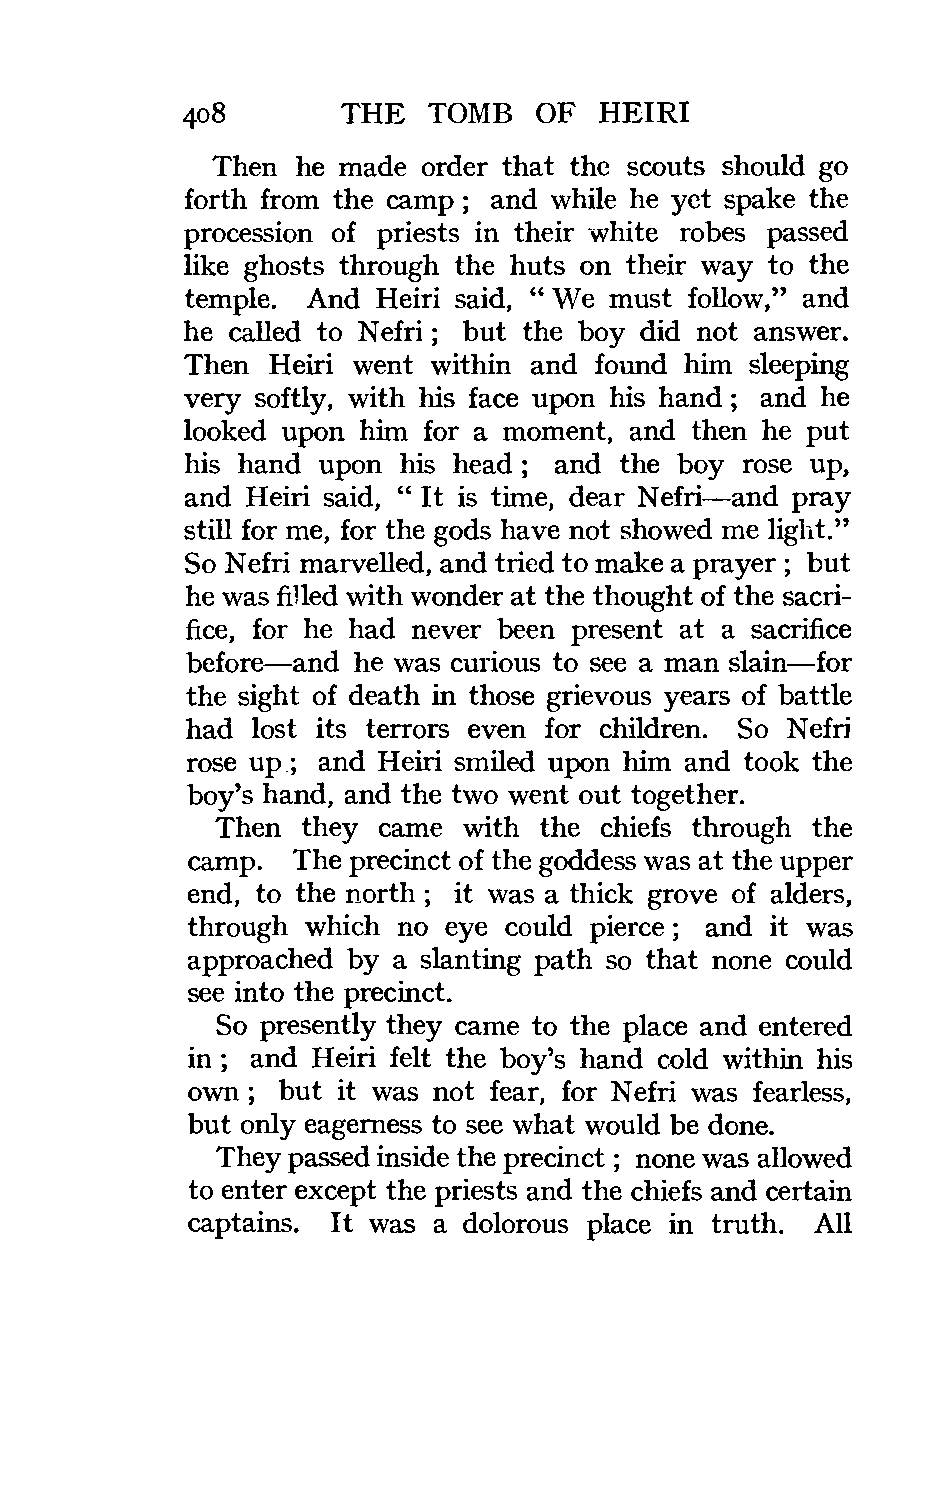 408 THE TOMB OF HEIRI
Then he made order that the scouts should go
forth from the camp ; and while he yet spake the
procession of priests in their white robes passed
like ghosts through the huts on their way to the
temple. And Heiri said, “ We must follow,” and
he called to Nefri ; but the boy did not answer.
Then Heiri went within and found him sleeping
very softly, with his face upon his hand ; and he
looked upon him for a moment, and then he put
his hand upon his head ; and the boy rose up,
and Heiri said, “ It is time, dear Nefri—and pray
still for me, for the gods have not showed me light.”
So Nefri marvelled, and tried to make a prayer ; but
he was filled with wonder at the thought of the sacri-
fice, for he had never been present at a sacrifice
before—and he was curious to see a man slain—for
the sight of death in those grievous years of battle
had lost its terrors even for children. So Nefri
rose up ; and Heiri smiled upon him and took the
boy’s hand, and the two went out together.
Then they came with the chiefs through the
camp. The precinct of the goddess was at the upper
end, to the north ; it was a thick grove of alders,
through which no eye could pierce ; and it was
approached by a slanting path so that none could
see into the precinct.
So presently they came to the place and entered
in ; and Heiri felt the boy’s hand cold within his
own ; but it was not fear, for Nefri was fearless,
but only eagerness to see what would be done.
They passed inside the precinct ; none was allowed
to enter except the priests and the chiefs and certain
captains. It was a dolorous place in truth. All